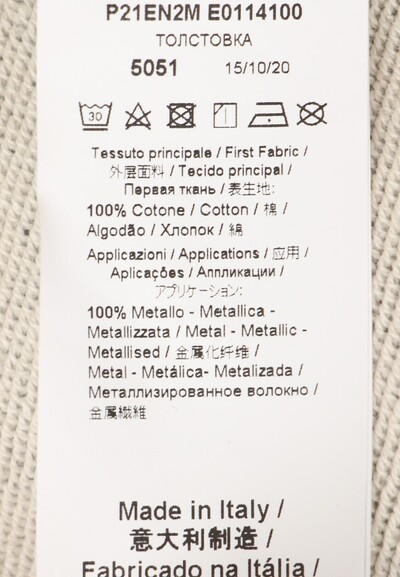 P21EN2M E0114100
ТОЛСТОВКА
5051 15/10/20
30
Tessuto principale / First Fabric /
外层面料 / Tecido principal /
Первая ткань / 表生地:
100% Cotone / Cotton / 棉 /
Algodão / Хлопок / 綿
Applicazioni / Applications / 应用 /
Aplicações / Аппликации /
アプリケーション:
100% Metallo - Metallica -
Metallizzata / Metal - Metallic -
Metallised / 金属化纤维 /
Metal - Metálica- Metalizada /
Металлизированное волокно /
金属繊維
Made in Italy /
意大利制造 /
Fabricado na Itália /